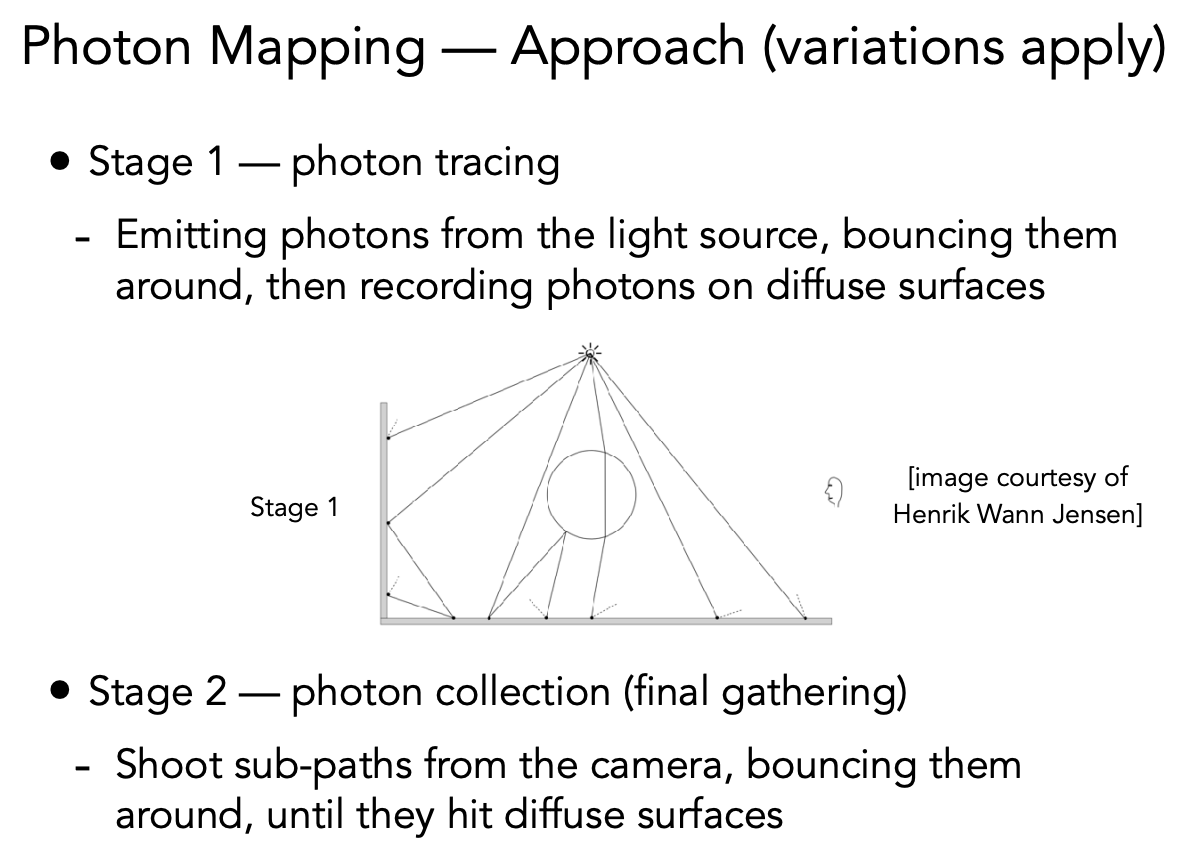 Photon Mapping — Approach (variations apply)
• Stage 1 — photon tracing
- Emitting photons from the light source, bouncing them
around, then recording photons on diffuse surfaces
Stage 1
[image courtesy of
Henrik Wann Jensen]
• Stage 2 — photon collection (final gathering)
- Shoot sub-paths from the camera, bouncing them
around, until they hit diffuse surfaces